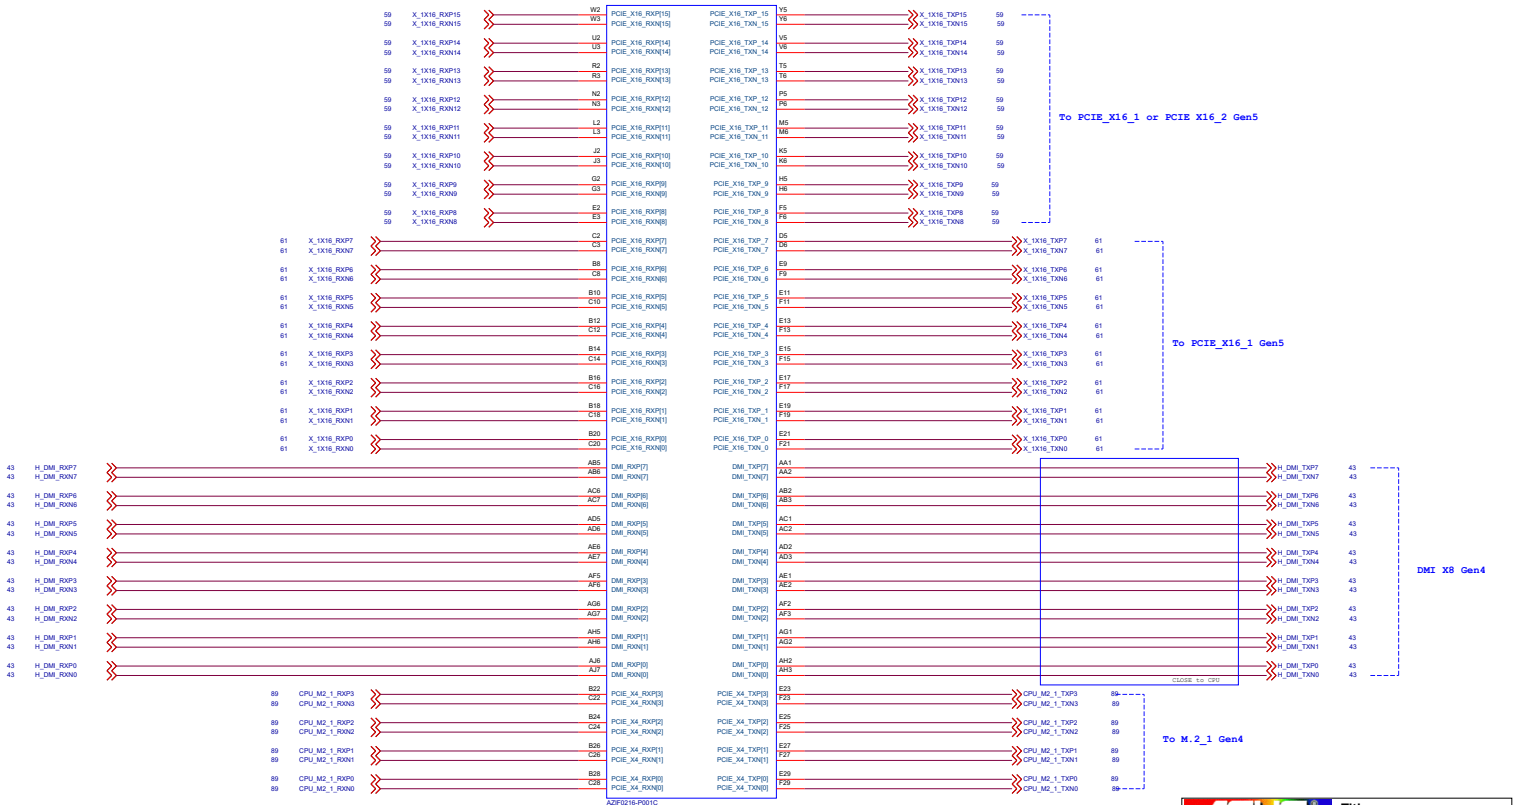 59 X_1X16_RXP15 W2 PCIE_X16_RXP[15] PCIE_X16_TXP_15 Y5 X_1X16_TXP15 59
59 X_1X16_RXN15 W3 PCIE_X16_RXN[15] PCIE_X16_TXN_15 Y6 X_1X16_TXN15 59
59 X_1X16_RXP14 U2 PCIE_X16_RXP[14] PCIE_X16_TXP_14 V5 X_1X16_TXP14 59
59 X_1X16_RXN14 U3 PCIE_X16_RXN[14] PCIE_X16_TXN_14 V6 X_1X16_TXN14 59
59 X_1X16_RXP13 R2 PCIE_X16_RXP[13] PCIE_X16_TXP_13 T5 X_1X16_TXP13 59
59 X_1X16_RXN13 R3 PCIE_X16_RXN[13] PCIE_X16_TXN_13 T6 X_1X16_TXN13 59
59 X_1X16_RXP12 N2 PCIE_X16_RXP[12] PCIE_X16_TXP_12 P5 X_1X16_TXP12 59
59 X_1X16_RXN12 N3 PCIE_X16_RXN[12] PCIE_X16_TXN_12 P6 X_1X16_TXN12 59
To PCIE_X16_1 or PCIE X16_2 Gen5
59 X_1X16_RXP11 L2 PCIE_X16_RXP[11] PCIE_X16_TXP_11 M5 X_1X16_TXP11 59
59 X_1X16_RXN11 L3 PCIE_X16_RXN[11] PCIE_X16_TXN_11 M6 X_1X16_TXN11 59
59 X_1X16_RXP10 J2 PCIE_X16_RXP[10] PCIE_X16_TXP_10 K5 X_1X16_TXP10 59
59 X_1X16_RXN10 J3 PCIE_X16_RXN[10] PCIE_X16_TXN_10 K6 X_1X16_TXN10 59
59 X_1X16_RXP9 G2 PCIE_X16_RXP[9] PCIE_X16_TXP_9 H5 X_1X16_TXP9 59
59 X_1X16_RXN9 G3 PCIE_X16_RXN[9] PCIE_X16_TXN_9 H6 X_1X16_TXN9 59
59 X_1X16_RXP8 E2 PCIE_X16_RXP[8] PCIE_X16_TXP_8 F5 X_1X16_TXP8 59
59 X_1X16_RXN8 E3 PCIE_X16_RXN[8] PCIE_X16_TXN_8 F6 X_1X16_TXN8 59
61 X_1X16_RXP7 C2 PCIE_X16_RXP[7] PCIE_X16_TXP_7 D5 X_1X16_TXP7 61
61 X_1X16_RXN7 C3 PCIE_X16_RXN[7] PCIE_X16_TXN_7 D6 X_1X16_TXN7 61
61 X_1X16_RXP6 B8 PCIE_X16_RXP[6] PCIE_X16_TXP_6 E9 X_1X16_TXP6 61
61 X_1X16_RXN6 C8 PCIE_X16_RXN[6] PCIE_X16_TXN_6 F9 X_1X16_TXN6 61
61 X_1X16_RXP5 B10 PCIE_X16_RXP[5] PCIE_X16_TXP_5 E11 X_1X16_TXP5 61
61 X_1X16_RXN5 C10 PCIE_X16_RXN[5] PCIE_X16_TXN_5 F11 X_1X16_TXN5 61
61 X_1X16_RXP4 B12 PCIE_X16_RXP[4] PCIE_X16_TXP_4 E13 X_1X16_TXP4 61
61 X_1X16_RXN4 C12 PCIE_X16_RXN[4] PCIE_X16_TXN_4 F13 X_1X16_TXN4 61
To PCIE_X16_1 Gen5
61 X_1X16_RXP3 B14 PCIE_X16_RXP[3] PCIE_X16_TXP_3 E15 X_1X16_TXP3 61
61 X_1X16_RXN3 C14 PCIE_X16_RXN[3] PCIE_X16_TXN_3 F15 X_1X16_TXN3 61
61 X_1X16_RXP2 B16 PCIE_X16_RXP[2] PCIE_X16_TXP_2 E17 X_1X16_TXP2 61
61 X_1X16_RXN2 C16 PCIE_X16_RXN[2] PCIE_X16_TXN_2 F17 X_1X16_TXN2 61
61 X_1X16_RXP1 B18 PCIE_X16_RXP[1] PCIE_X16_TXP_1 E19 X_1X16_TXP1 61
61 X_1X16_RXN1 C18 PCIE_X16_RXN[1] PCIE_X16_TXN_1 F19 X_1X16_TXN1 61
61 X_1X16_RXP0 B20 PCIE_X16_RXP[0] PCIE_X16_TXP_0 E21 X_1X16_TXP0 61
61 X_1X16_RXN0 C20 PCIE_X16_RXN[0] PCIE_X16_TXN_0 F21 X_1X16_TXN0 61
43 H_DMI_RXP7 AB5 DMI_RXP[7] DMI_TXP[7] AA1 H_DMI_TXP7 43
43 H_DMI_RXN7 AB6 DMI_RXN[7] DMI_TXN[7] AA2 H_DMI_TXN7 43
43 H_DMI_RXP6 AC6 DMI_RXP[6] DMI_TXP[6] AB2 H_DMI_TXP6 43
43 H_DMI_RXN6 AC7 DMI_RXN[6] DMI_TXN[6] AB3 H_DMI_TXN6 43
43 H_DMI_RXP5 AD5 DMI_RXP[5] DMI_TXP[5] AC1 H_DMI_TXP5 43
43 H_DMI_RXN5 AD6 DMI_RXN[5] DMI_TXN[5] AC2 H_DMI_TXN5 43
43 H_DMI_RXP4 AE6 DMI_RXP[4] DMI_TXP[4] AD2 H_DMI_TXP4 43
43 H_DMI_RXN4 AE7 DMI_RXN[4] DMI_TXN[4] AD3 H_DMI_TXN4 43
DMI X8 Gen4
43 H_DMI_RXP3 AF5 DMI_RXP[3] DMI_TXP[3] AE1 H_DMI_TXP3 43
43 H_DMI_RXN3 AF6 DMI_RXN[3] DMI_TXN[3] AE2 H_DMI_TXN3 43
43 H_DMI_RXP2 AG6 DMI_RXP[2] DMI_TXP[2] AF2 H_DMI_TXP2 43
43 H_DMI_RXN2 AG7 DMI_RXN[2] DMI_TXN[2] AF3 H_DMI_TXN2 43
43 H_DMI_RXP1 AH5 DMI_RXP[1] DMI_TXP[1] AG1 H_DMI_TXP1 43
43 H_DMI_RXN1 AH6 DMI_RXN[1] DMI_TXN[1] AG2 H_DMI_TXN1 43
43 H_DMI_RXP0 AJ6 DMI_RXP[0] DMI_TXP[0] AH2 H_DMI_TXP0 43
43 H_DMI_RXN0 AJ7 DMI_RXN[0] DMI_TXN[0] AH3 H_DMI_TXN0 43
CLOSE to CPU
89 CPU_M2_1_RXP3 B22 PCIE_X4_RXP[3] PCIE_X4_TXP[3] E23 CPU_M2_1_TXP3 89
89 CPU_M2_1_RXN3 C22 PCIE_X4_RXN[3] PCIE_X4_TXN[3] F23 CPU_M2_1_TXN3 89
89 CPU_M2_1_RXP2 B24 PCIE_X4_RXP[2] PCIE_X4_TXP[2] E25 CPU_M2_1_TXP2 89
89 CPU_M2_1_RXN2 C24 PCIE_X4_RXN[2] PCIE_X4_TXN[2] F25 CPU_M2_1_TXN2 89
To M.2_1 Gen4
89 CPU_M2_1_RXP1 B26 PCIE_X4_RXP[1] PCIE_X4_TXP[1] E27 CPU_M2_1_TXP1 89
89 CPU_M2_1_RXN1 C26 PCIE_X4_RXN[1] PCIE_X4_TXN[1] F27 CPU_M2_1_TXN1 89
89 CPU_M2_1_RXP0 B28 PCIE_X4_RXP[0] PCIE_X4_TXP[0] E29 CPU_M2_1_TXP0 89
89 CPU_M2_1_RXN0 C28 PCIE_X4_RXN[0] PCIE_X4_TXN[0] F29 CPU_M2_1_TXN0 89
AZIF0216-P001C